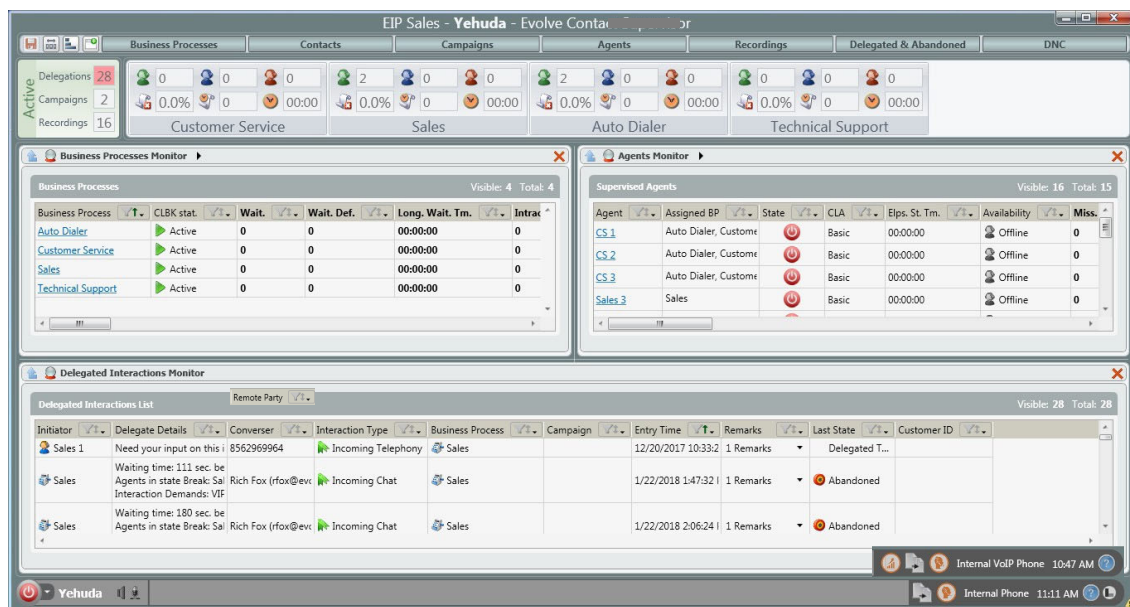 EIP Sales - Yehuda - Evolve Contac
Business Processes Contacts Campaigns Agents Recordings Delegated & Abandoned DNC
Active
Delegations 28
Campaigns 2
Recordings 16
0 0 0
0.0% 0 00:00
Customer Service
2 0 0
0.0% 0 00:00
Sales
2 0 0
0.0% 0 00:00
Auto Dialer
0 0 0
0.0% 0 00:00
Technical Support
Business Processes Monitor
Business Processes Visible: 4 Total: 4
Business Process CLBK stat. Wait. Wait. Def. Long. Wait. Tm. Intrac
Auto Dialer Active 0 0 00:00:00 0
Customer Service Active 0 0 00:00:00 0
Sales Active 0 0 00:00:00 0
Technical Support Active 0 0 00:00:00 0
Agents Monitor
Supervised Agents Visible: 16 Total: 15
Agent Assigned BP State CLA Elps. St. Tm. Availability Miss.
CS 1 Auto Dialer, Custome Basic 00:00:00 Offline 0
CS 2 Auto Dialer, Custome Basic 00:00:00 Offline 0
CS 3 Auto Dialer, Custome Basic 00:00:00 Offline 0
Sales 3 Sales Basic 00:00:00 Offline 0
Delegated Interactions Monitor
Delegated Interactions List Remote Party Visible: 28 Total: 28
Initiator Delegate Details Converser Interaction Type Business Process Campaign Entry Time Remarks Last State Customer ID
Sales 1 Need your input on this i 8562969964 Incoming Telephony Sales 12/20/2017 10:33:2 1 Remarks Delegated T...
Waiting time: 111 sec. be
Sales Agents in state Break: Sal Rich Fox (rfox@evo Incoming Chat Sales 1/22/2018 1:47:32 1 Remarks Abandoned
Interaction Demands: VIF
Waiting time: 180 sec. be
Sales Agents in state Break: Sal Rich Fox (rfox@evo Incoming Chat Sales 1/22/2018 2:06:24 1 Remarks Abandoned
Internal VoIP Phone 10:47 AM
Yehuda Internal Phone 11:11 AM